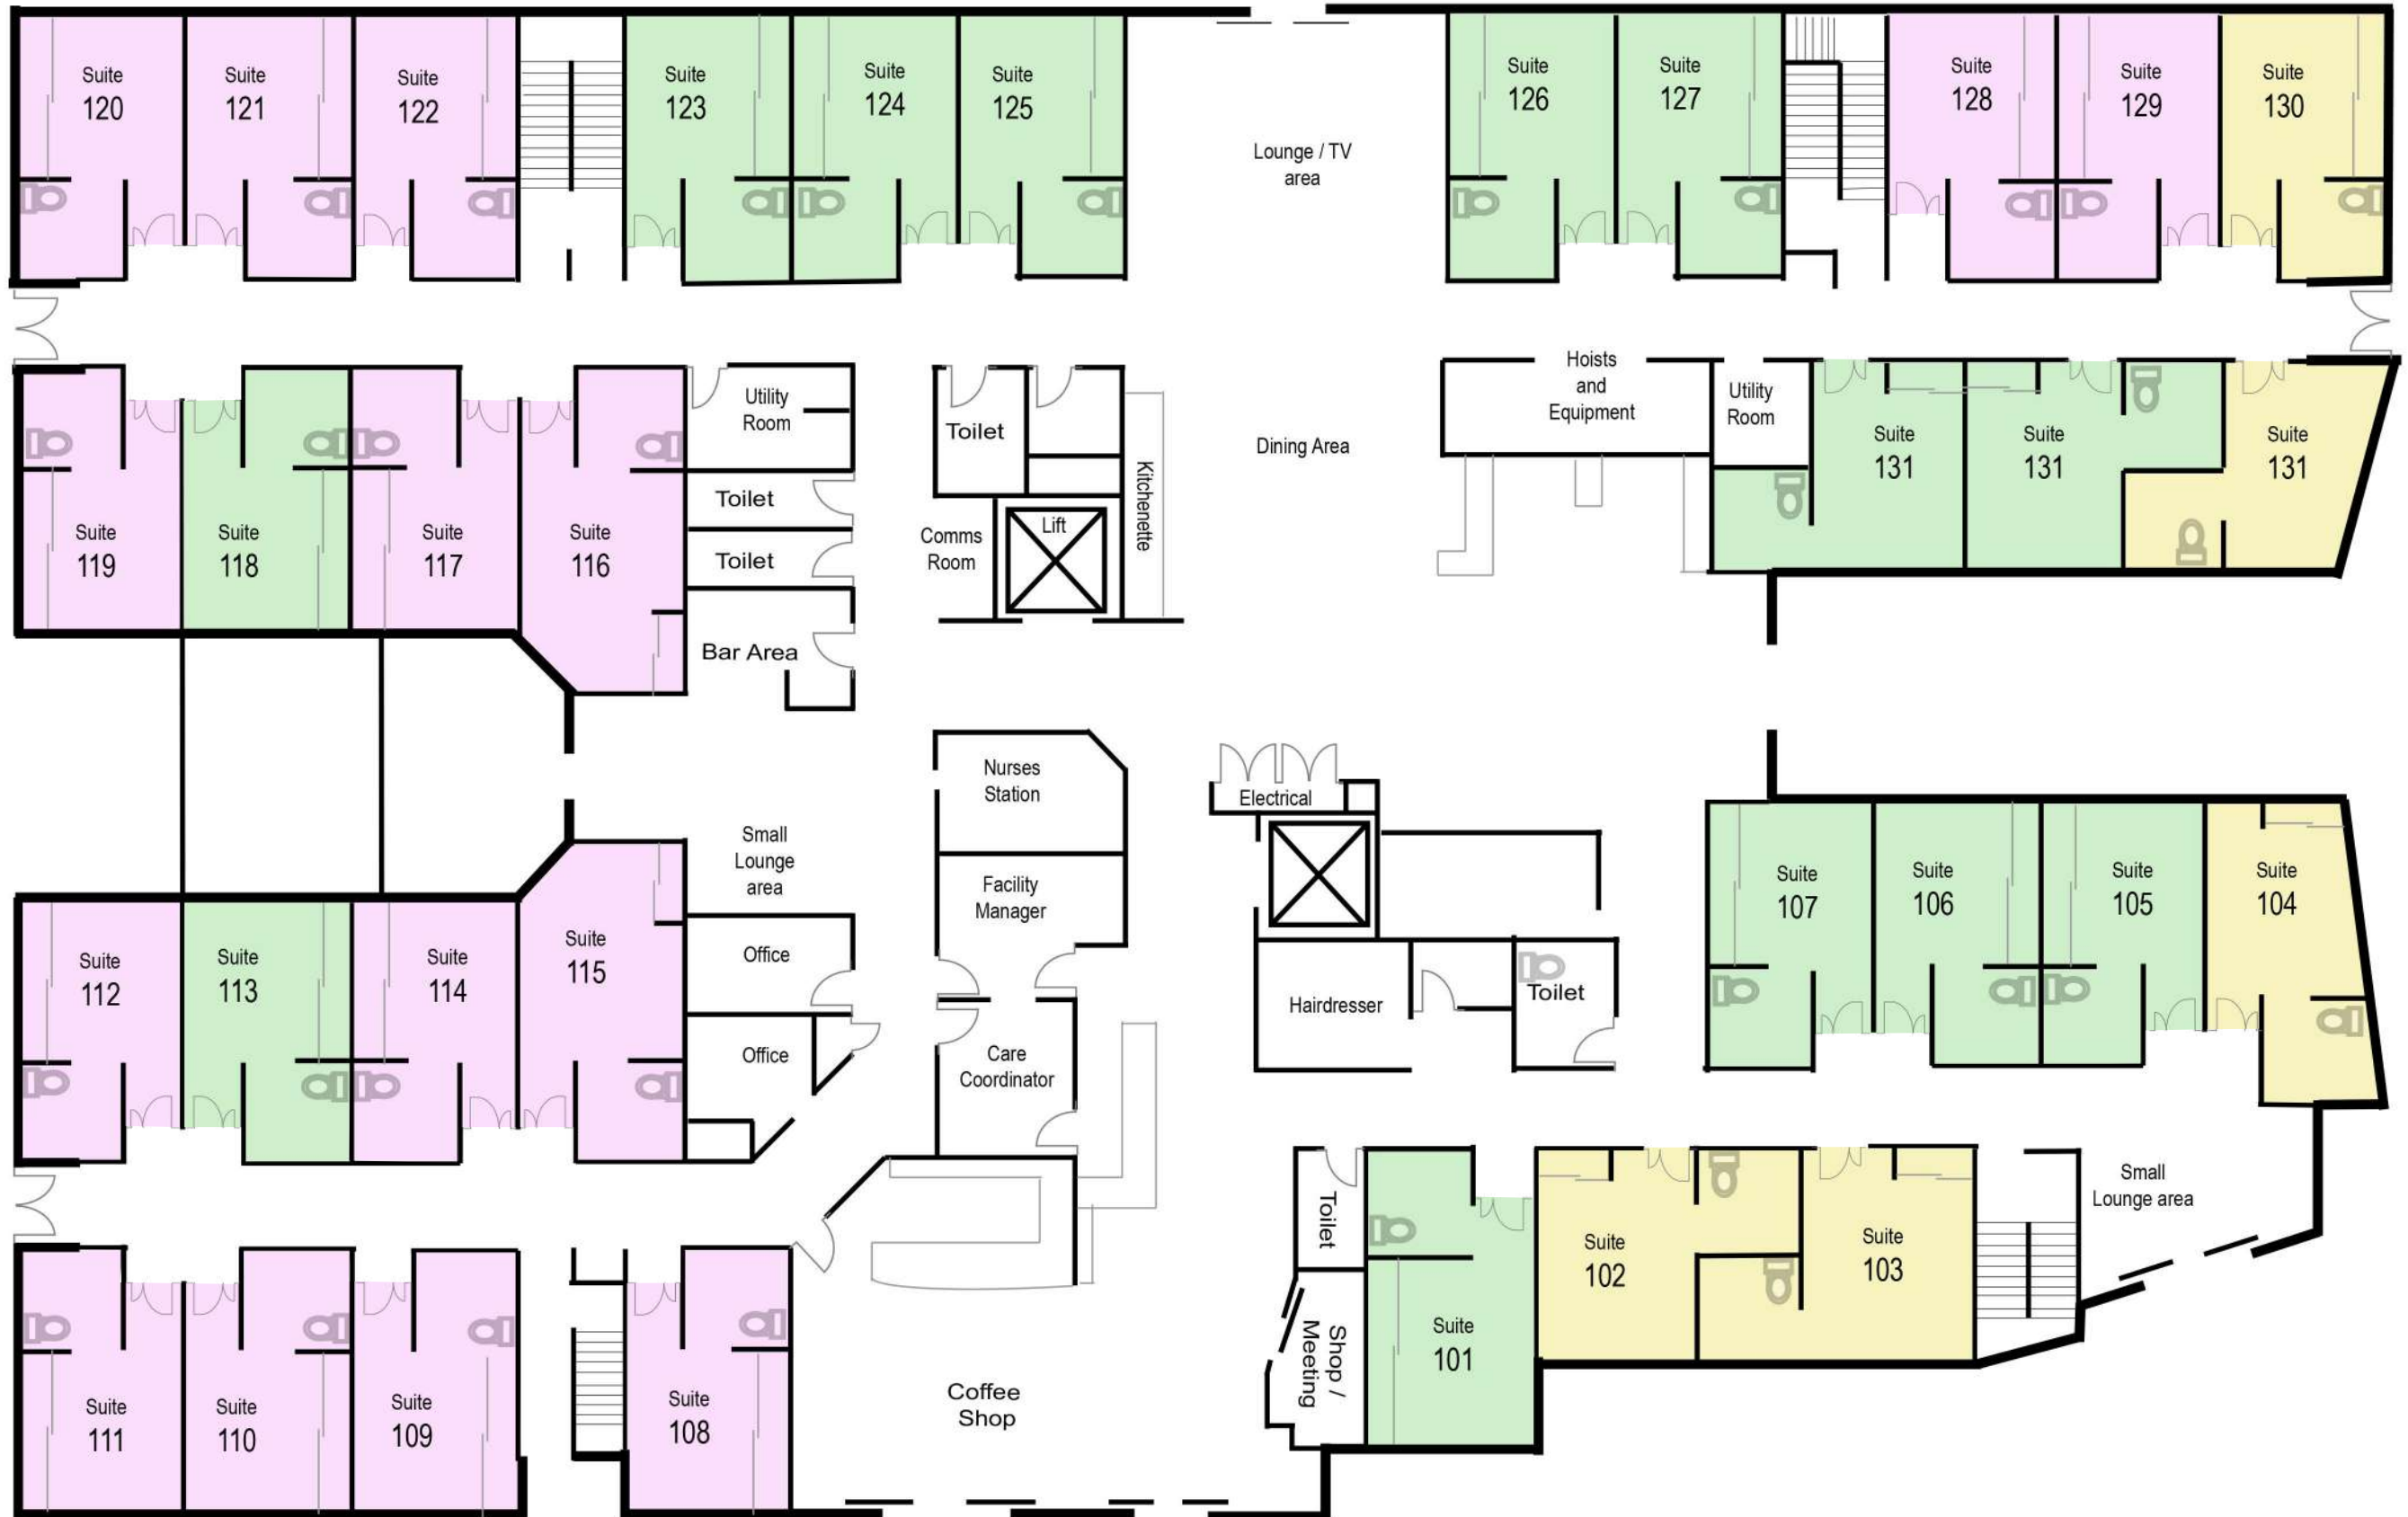 Suite
120
Suite
121
Suite
122
Suite
123
Suite
124
Suite
125
Lounge / TV
area
Suite
126
Suite
127
Suite
128
Suite
129
Suite
130
Suite
119
Suite
118
Suite
117
Suite
116
Utility
Room
Toilet
Toilet
Bar Area
Toilet
Comms
Room
Lift
Kitchenette
Dining Area
Hoists
and
Equipment
Utility
Room
Suite
131
Suite
131
Suite
131
Suite
112
Suite
113
Suite
114
Suite
115
Small
Lounge
area
Office
Office
Nurses
Station
Facility
Manager
Care
Coordinator
Electrical
Hairdresser
Toilet
Suite
107
Suite
106
Suite
105
Suite
104
Suite
111
Suite
110
Suite
109
Suite
108
Coffee
Shop
Toilet
Shop /
Meeting
Suite
101
Suite
102
Suite
103
Small
Lounge area